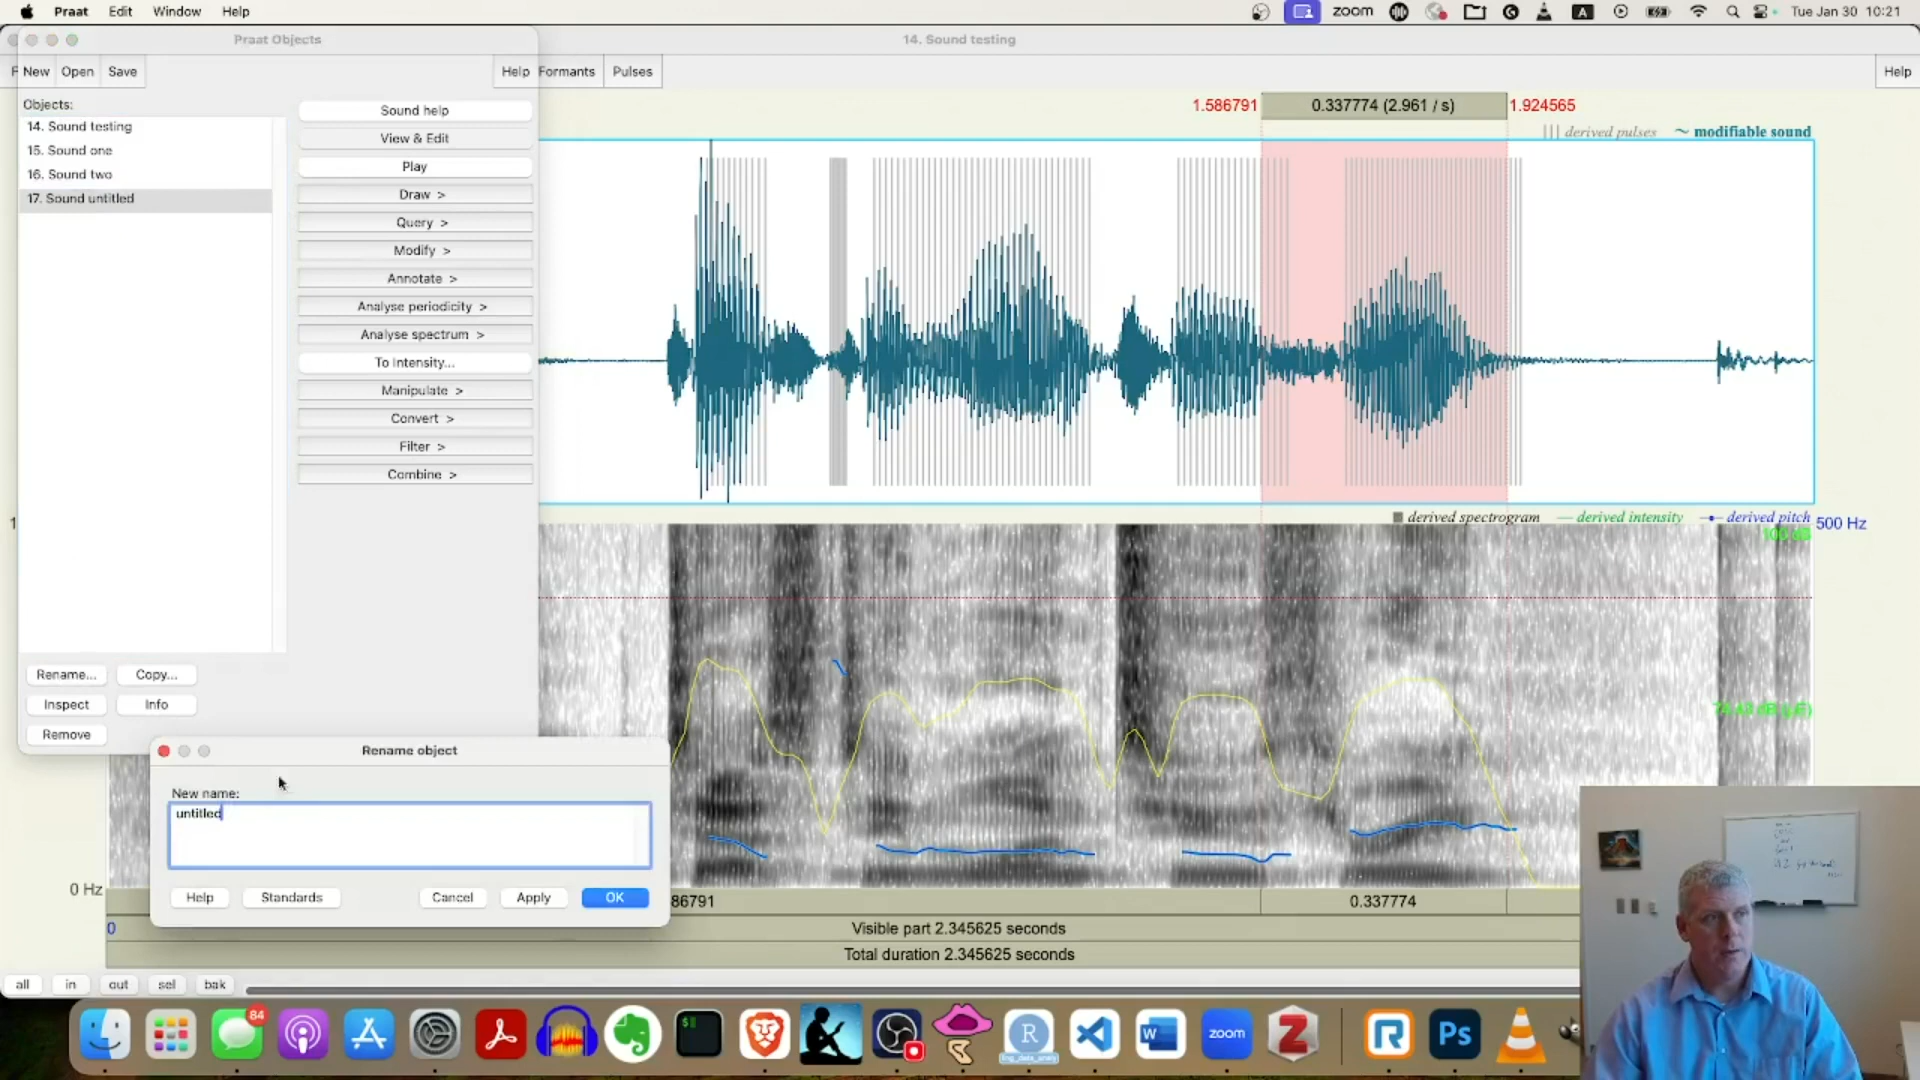 Praat Edit Window Help
zoom A Tue Jan 30 10:21
Praat Objects
14. Sound testing
New Open Save
Help Formants Pulses
Help
Objects:
14. Sound testing
15. Sound one
16. Sound two
17. Sound untitled
Sound help
View & Edit
Play
Draw >
Query >
Modify >
Annotate >
Analyse periodicity >
Analyse spectrum >
To Intensity...
Manipulate >
Convert >
Filter >
Combine >
Rename... Copy...
Inspect Info
Remove
1.586791 0.337774 (2.961 / s) 1.924565
derived pulses ~ modifiable sound
derived spectrogram derived intensity derived pitch 500 Hz
100 dB
0 Hz
Rename object
New name:
untitled
Help Standards Cancel Apply OK
86791 0.337774
0 Visible part 2.345625 seconds
Total duration 2.345625 seconds
all in out sel bak
84
R
W
zoom
Z
R
Ps